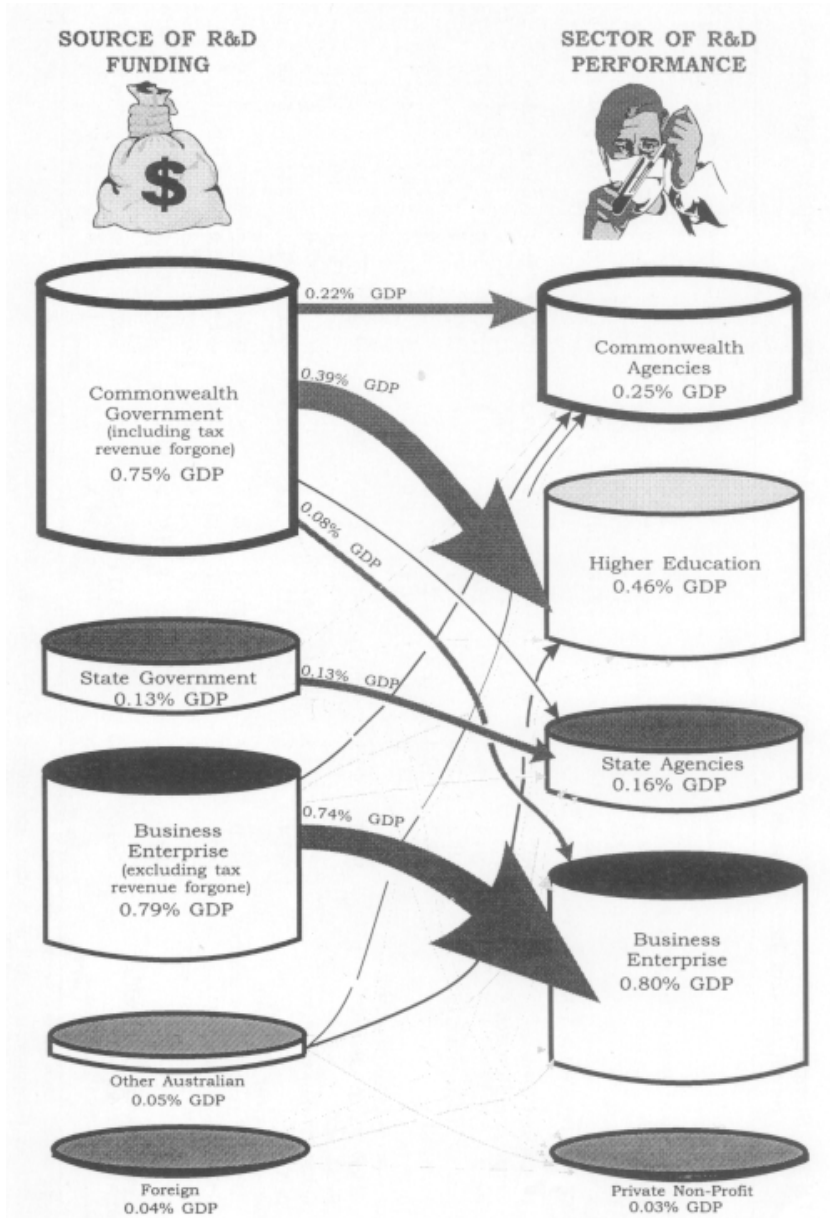 SOURCE OF R&D
FUNDING
SECTOR OF R&D
PERFORMANCE
$
0.22% GDP
Commonwealth
Agencies
0.25% GDP
Commonwealth
Government
(including tax
revenue forgone)
0.75% GDP
0.39% GDP
0.08% GDP
Higher Education
0.46% GDP
State Government
0.13% GDP
0.13% GDP
State Agencies
0.16% GDP
Business
Enterprise
(excluding tax
revenue forgone)
0.79% GDP
0.74% GDP
Business
Enterprise
0.80% GDP
Other Australian
0.05% GDP
Foreign
0.04% GDP
Private Non-Profit
0.03% GDP